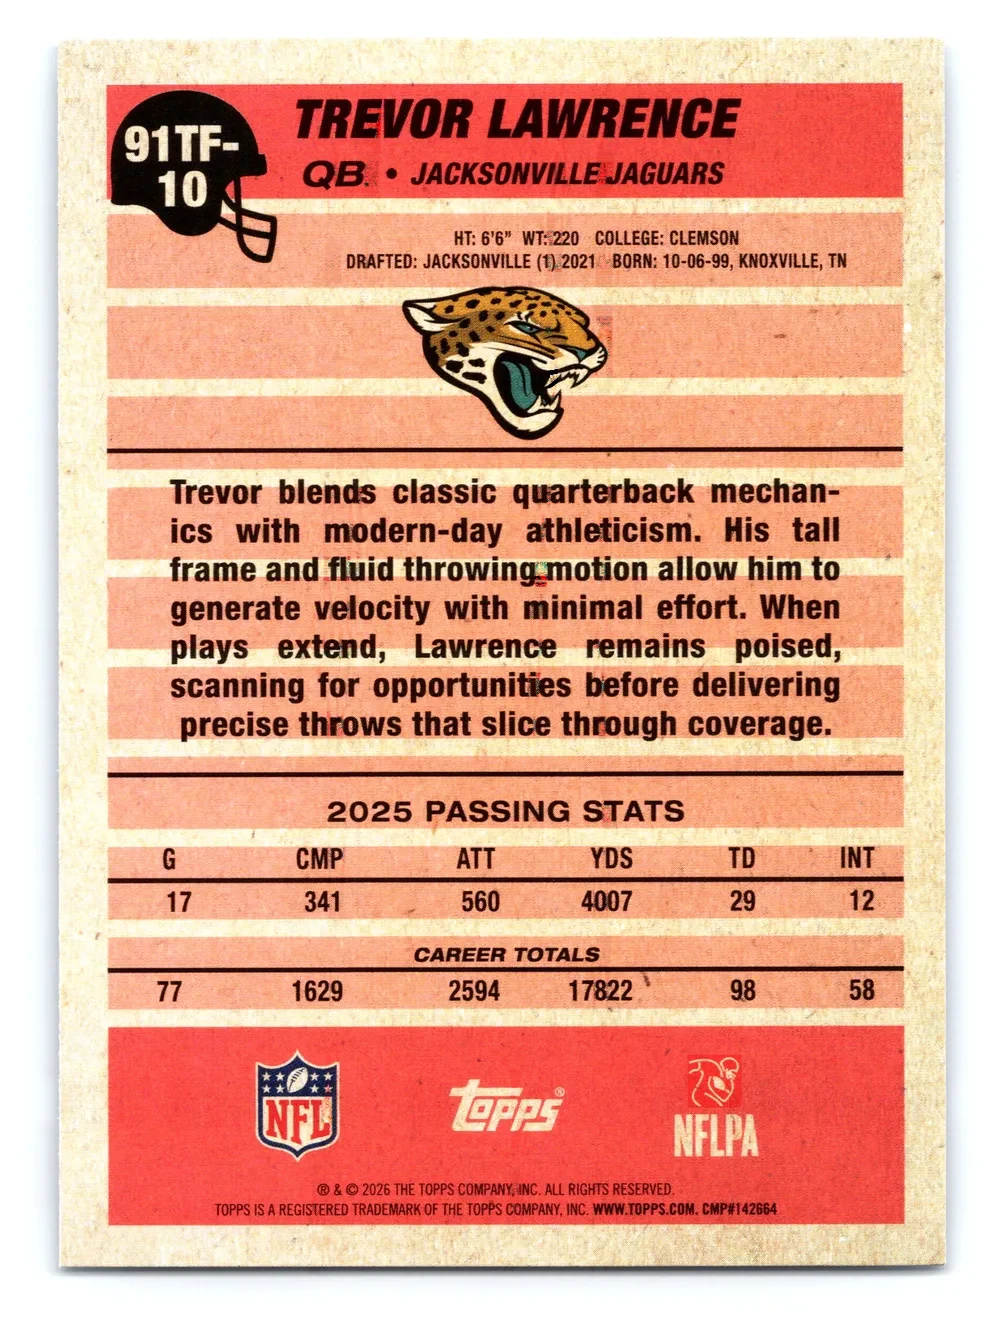 91TF-
10
TREVOR LAWRENCE
QB • JACKSONVILLE JAGUARS
HT: 6'6" WT: 220 COLLEGE: CLEMSON
DRAFTED: JACKSONVILLE (1) 2021 BORN: 10-06-99, KNOXVILLE, TN
Trevor blends classic quarterback mechan-
ics with modern-day athleticism. His tall
frame and fluid throwing motion allow him to
generate velocity with minimal effort. When
plays extend, Lawrence remains poised,
scanning for opportunities before delivering
precise throws that slice through coverage.
2025 PASSING STATS
G CMP ATT YDS TD INT
17 341 560 4007 29 12
CAREER TOTALS
77 1629 2594 17822 98 58
NFL topps® NFLPA
® & © 2026 THE TOPPS COMPANY, INC. ALL RIGHTS RESERVED.
TOPPS IS A REGISTERED TRADEMARK OF THE TOPPS COMPANY, INC. WWW.TOPPS.COM. CMP#142664